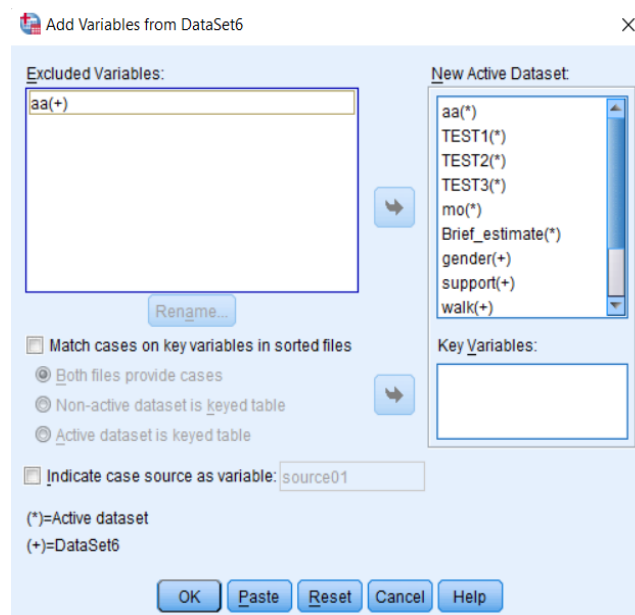 Add Variables from DataSet6
Excluded Variables:
aa(+)
Rename...
New Active Dataset:
aa(*)
TEST1(*)
TEST2(*)
TEST3(*)
mo(*)
Brief_estimate(*)
gender(+)
support(+)
walk(+)
Match cases on key variables in sorted files
Both files provide cases
Non-active dataset is keyed table
Active dataset is keyed table
Key Variables:
Indicate case source as variable: source01
(*)=Active dataset
(+)=DataSet6
OK Paste Reset Cancel Help